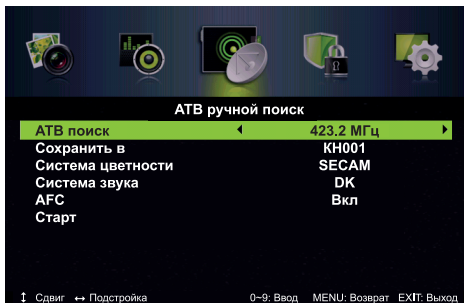 АТВ ручной поиск
АТВ поиск 423.2 МГц
Сохранить в КН001
Система цветности SECAM
Система звука DK
AFC Вкл
Старт
Сдвиг Подстройка 0~9: Ввод MENU: Возврат EXIT: Выход